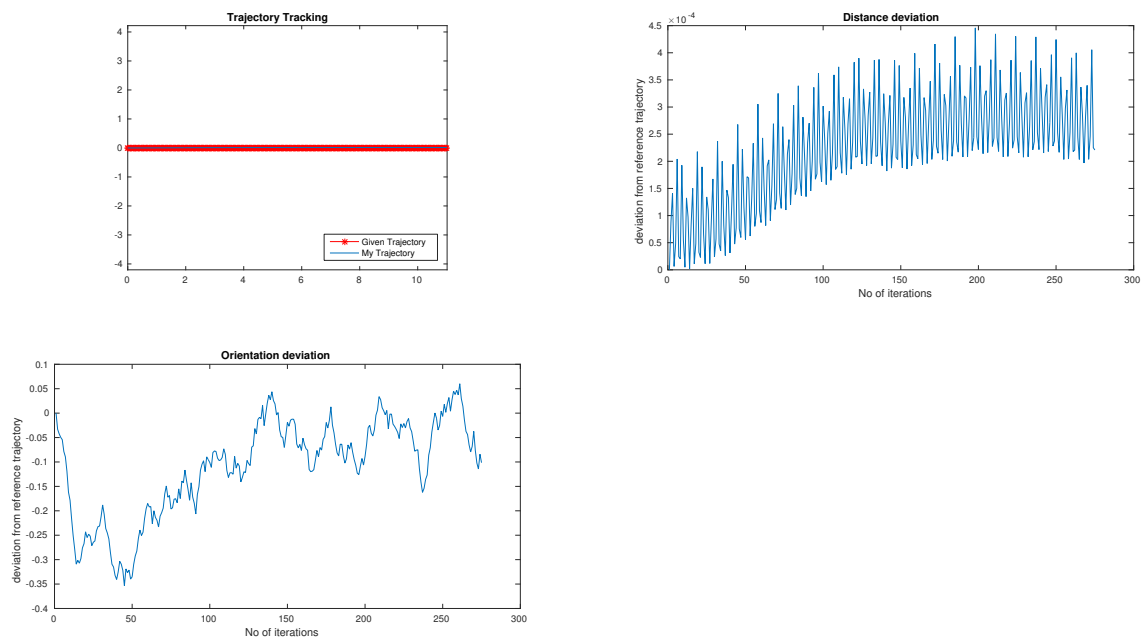 Trajectory Tracking
4
3
2
1
0
-1
-2
-3
-4
0 2 4 6 8 10
Given Trajectory
My Trajectory
Distance deviation
×10-4
4.5
4
3.5
3
2.5
2
1.5
1
0.5
0
0 50 100 150 200 250 300
deviation from reference trajectory
No of iterations
Orientation deviation
0.1
0.05
0
-0.05
-0.1
-0.15
-0.2
-0.25
-0.3
-0.35
-0.4
0 50 100 150 200 250 300
deviation from reference trajectory
No of iterations